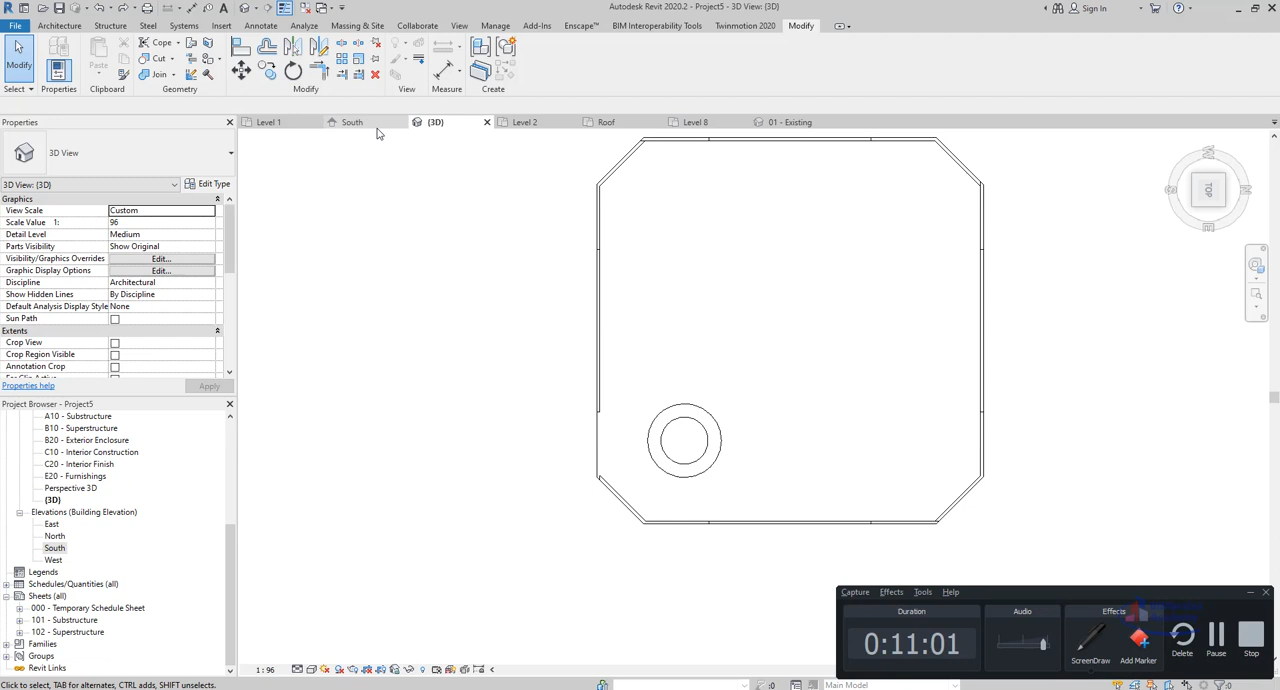 Autodesk Revit 2020.2 - Project5 - 3D View: {3D}
Sign In
File Architecture Structure Steel Systems Insert Annotate Analyze Massing & Site Collaborate View Manage Add-Ins Enscape™ BIM Interoperability Tools Twinmotion 2020 Modify
Modify Paste Cope Cut Join
Select Properties Clipboard Geometry Modify View Measure Create
Properties Level 1 South {3D} Level 2 Roof Level 8 01 - Existing
3D View
3D View: {3D} Edit Type
Graphics
View Scale Custom
Scale Value 1: 96
Detail Level Medium
Parts Visibility Show Original
Visibility/Graphics Overrides Edit...
Graphic Display Options Edit...
Discipline Architectural
Show Hidden Lines By Discipline
Default Analysis Display Style None
Sun Path
Extents
Crop View
Crop Region Visible
Annotation Crop
Properties help Apply
Project Browser - Project5
A10 - Substructure
B10 - Superstructure
B20 - Exterior Enclosure
C10 - Interior Construction
C20 - Interior Finish
E20 - Furnishings
Perspective 3D
{3D}
Elevations (Building Elevation)
East
North
South
West
Legends
Schedules/Quantities (all)
Sheets (all)
000 - Temporary Schedule Sheet
101 - Substructure
102 - Superstructure
Families
Groups
Revit Links
TOP
W
S
N
E
Capture Effects Tools Help
Duration Audio Effects
0:11:01
ScreenDraw Add Marker Delete Pause Stop
1 : 96
Click to select, TAB for alternates, CTRL adds, SHIFT unselects. :0 Main Model :0